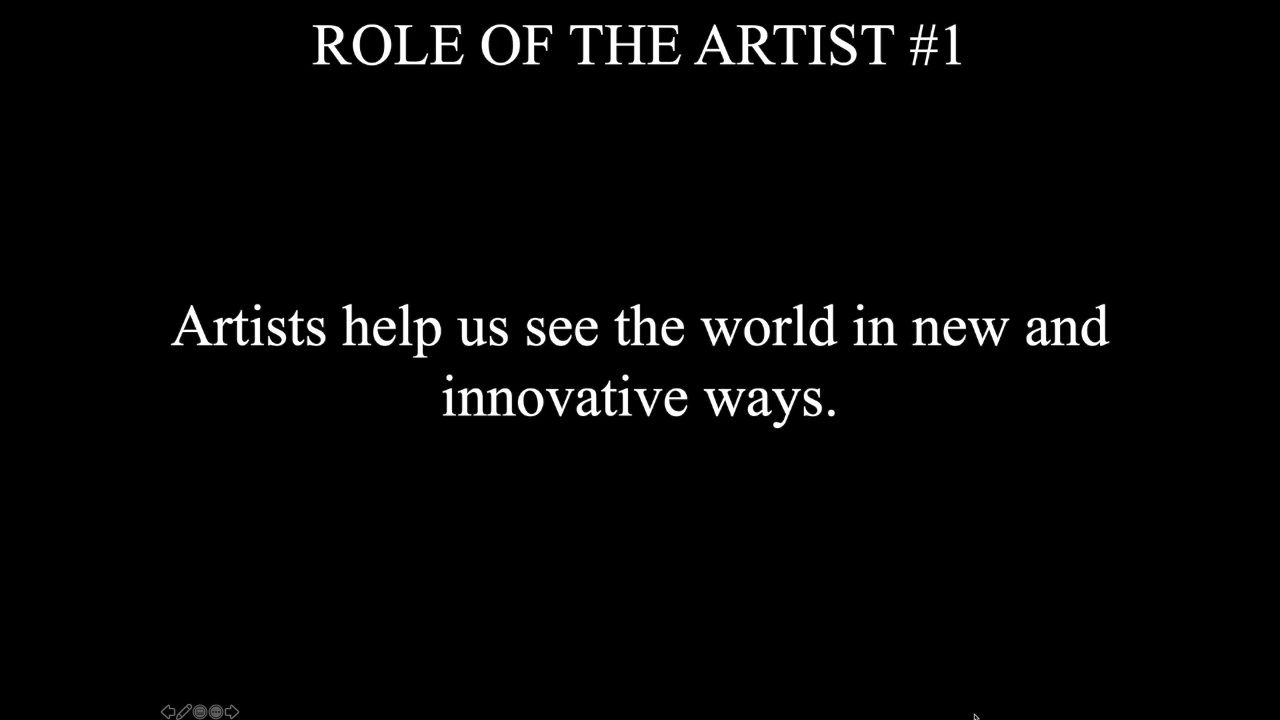 ROLE OF THE ARTIST #1
Artists help us see the world in new and
innovative ways.